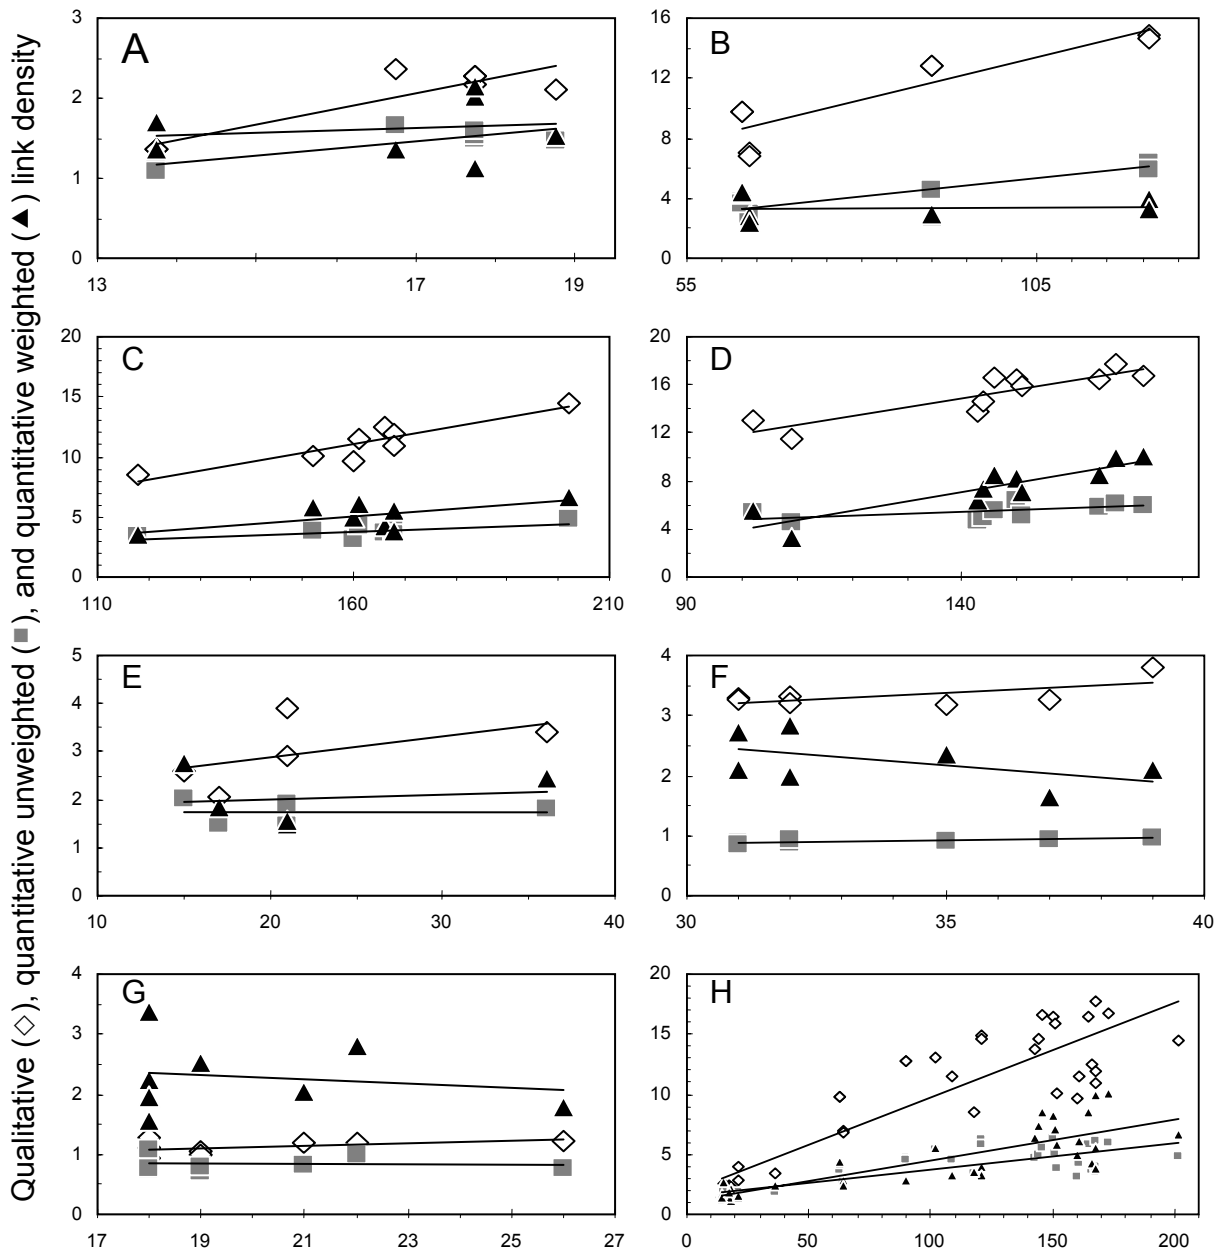 Qualitative (◇), quantitative unweighted (■), and quantitative weighted (▲) link density
A
3
2
1
0
13 17 19
B
16
12
8
4
0
55 105
C
20
15
10
5
0
110 160 210
D
20
16
12
8
4
0
90 140
E
5
4
3
2
1
0
10 20 30 40
F
4
3
2
1
0
30 35 40
G
4
3
2
1
0
17 19 21 23 25 27
H
20
15
10
5
0
0 50 100 150 200